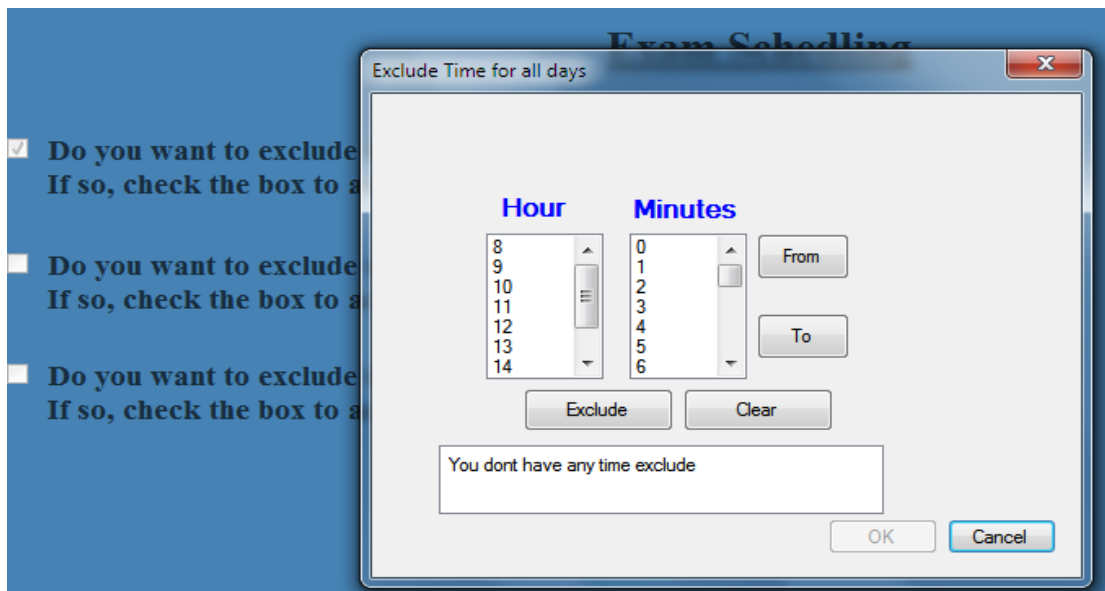 Exam Schedling
Exclude Time for all days
Do you want to exclude
If so, check the box to a
Do you want to exclude
If so, check the box to a
Do you want to exclude
If so, check the box to a
Hour
8
9
10
11
12
13
14
Minutes
0
1
2
3
4
5
6
From
To
Exclude
Clear
You dont have any time exclude
OK
Cancel